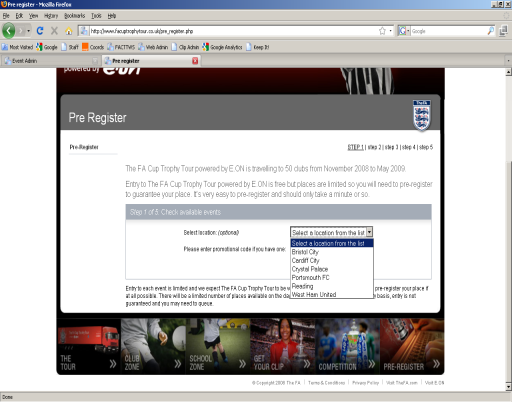 Pre register - Mozilla Firefox
File Edit View History Bookmarks Tools Help
http://www.facuptrophytour.co.uk/pre_register.php
Google
Most Visited Google Staff Coords FACTTWS Web Admin Clip Admin Google Analytics Keep It!
Event Admin Pre register
powered by e·on
Pre Register
The FA
Pre-Register
STEP 1 | step 2 | step 3 | step 4 | step 5
The FA Cup Trophy Tour powered by E.ON is travelling to 50 clubs from November 2008 to May 2009.
Entry to The FA Cup Trophy Tour powered by E.ON is free but places are limited so you will need to pre-register
to guarantee your place. It's very easy to pre-register and should only take a minute or so.
Step 1 of 5: Check available events
Select location: (optional)
Select a location from the list
Please enter promotional code if you have one:
Select a location from the list
Bristol City
Cardiff City
Crystal Palace
Portsmouth FC
Reading
West Ham United
Entry to each event is limited and we expect The FA Cup Trophy Tour to be v pre-register your place if
at all possible. There will be a limited number of places available on the da basis, entry is not
guaranteed and you may need to queue.
THE TOUR
CLUB ZONE
SCHOOL ZONE
GET YOUR CLIP
COMPETITION
PRE-REGISTER
© Copyright 2008 The FA | Terms & Conditions | Privacy Policy | Visit TheFA.com | Visit E.ON
Done